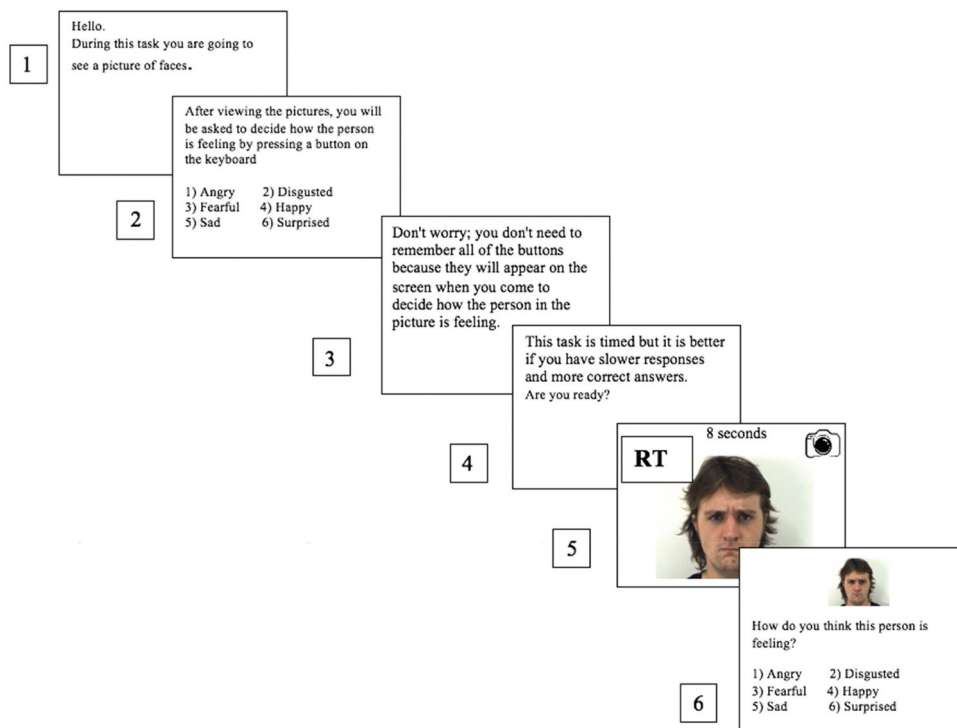 1
Hello.
During this task you are going to
see a picture of faces.
2
After viewing the pictures, you will
be asked to decide how the person
is feeling by pressing a button on
the keyboard
1) Angry 2) Disgusted
3) Fearful 4) Happy
5) Sad 6) Surprised
3
Don't worry; you don't need to
remember all of the buttons
because they will appear on the
screen when you come to
decide how the person in the
picture is feeling.
4
This task is timed but it is better
if you have slower responses
and more correct answers.
Are you ready?
5
8 seconds
RT
6
How do you think this person is
feeling?
1) Angry 2) Disgusted
3) Fearful 4) Happy
5) Sad 6) Surprised